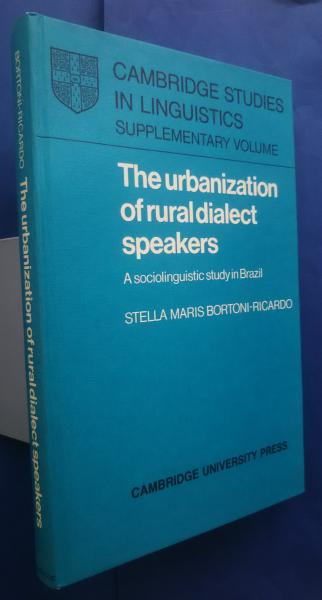 CAMBRIDGE STUDIES
IN LINGUISTICS
SUPPLEMENTARY VOLUME
The urbanization
of rural dialect
speakers
A sociolinguistic study in Brazil
STELLA MARIS BORTONI-RICARDO
CAMBRIDGE UNIVERSITY PRESS
BORTONI-RICARDO The urbanization of rural dialect speakers